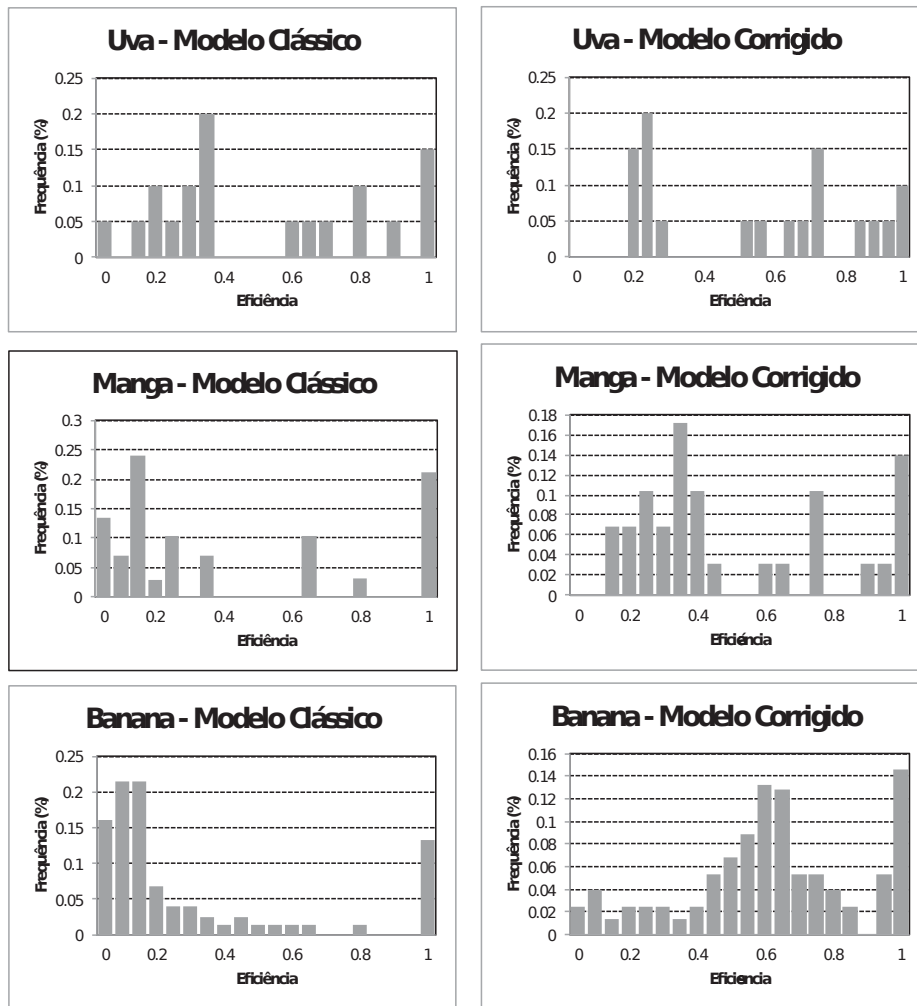 Uva - Modelo Clássico
Frequência (%)
0.25
0.2
0.15
0.1
0.05
0
0 0.2 0.4 0.6 0.8 1
Eficiência
Uva - Modelo Corrigido
Frequência (%)
0.25
0.2
0.15
0.1
0.05
0
0 0.2 0.4 0.6 0.8 1
Eficiência
Manga - Modelo Clássico
Frequência (%)
0.3
0.25
0.2
0.15
0.1
0.05
0
0 0.2 0.4 0.6 0.8 1
Eficiência
Manga - Modelo Corrigido
Frequência (%)
0.18
0.16
0.14
0.12
0.1
0.08
0.06
0.04
0.02
0
0 0.2 0.4 0.6 0.8 1
Eficiência
Banana - Modelo Clássico
Frequência (%)
0.25
0.2
0.15
0.1
0.05
0
0 0.2 0.4 0.6 0.8 1
Eficiência
Banana - Modelo Corrigido
Frequência (%)
0.16
0.14
0.12
0.1
0.08
0.06
0.04
0.02
0
0 0.2 0.4 0.6 0.8 1
Eficiencia